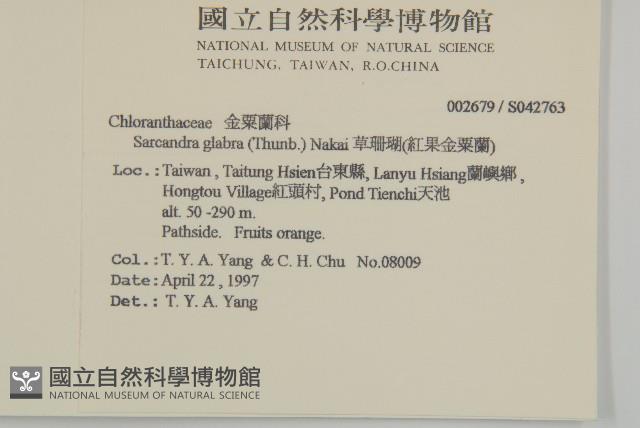 國立自然科學博物館
NATIONAL MUSEUM OF NATURAL SCIENCE
TAICHUNG, TAIWAN, R.O.CHINA
002679 / S042763
Chloranthaceae 金粟蘭科
Sarcandra glabra (Thunb.) Nakai 草珊瑚(紅果金粟蘭)
Loc.: Taiwan , Taitung Hsien台東縣, Lanyu Hsiang蘭嶼鄉 ,
Hongtou Village紅頭村, Pond Tienchi天池
alt. 50 -290 m.
Pathside. Fruits orange.
Col.: T. Y. A. Yang & C. H. Chu No.08009
Date: April 22 , 1997
Det.: T. Y. A. Yang
國立自然科學博物館
NATIONAL MUSEUM OF NATURAL SCIENCE